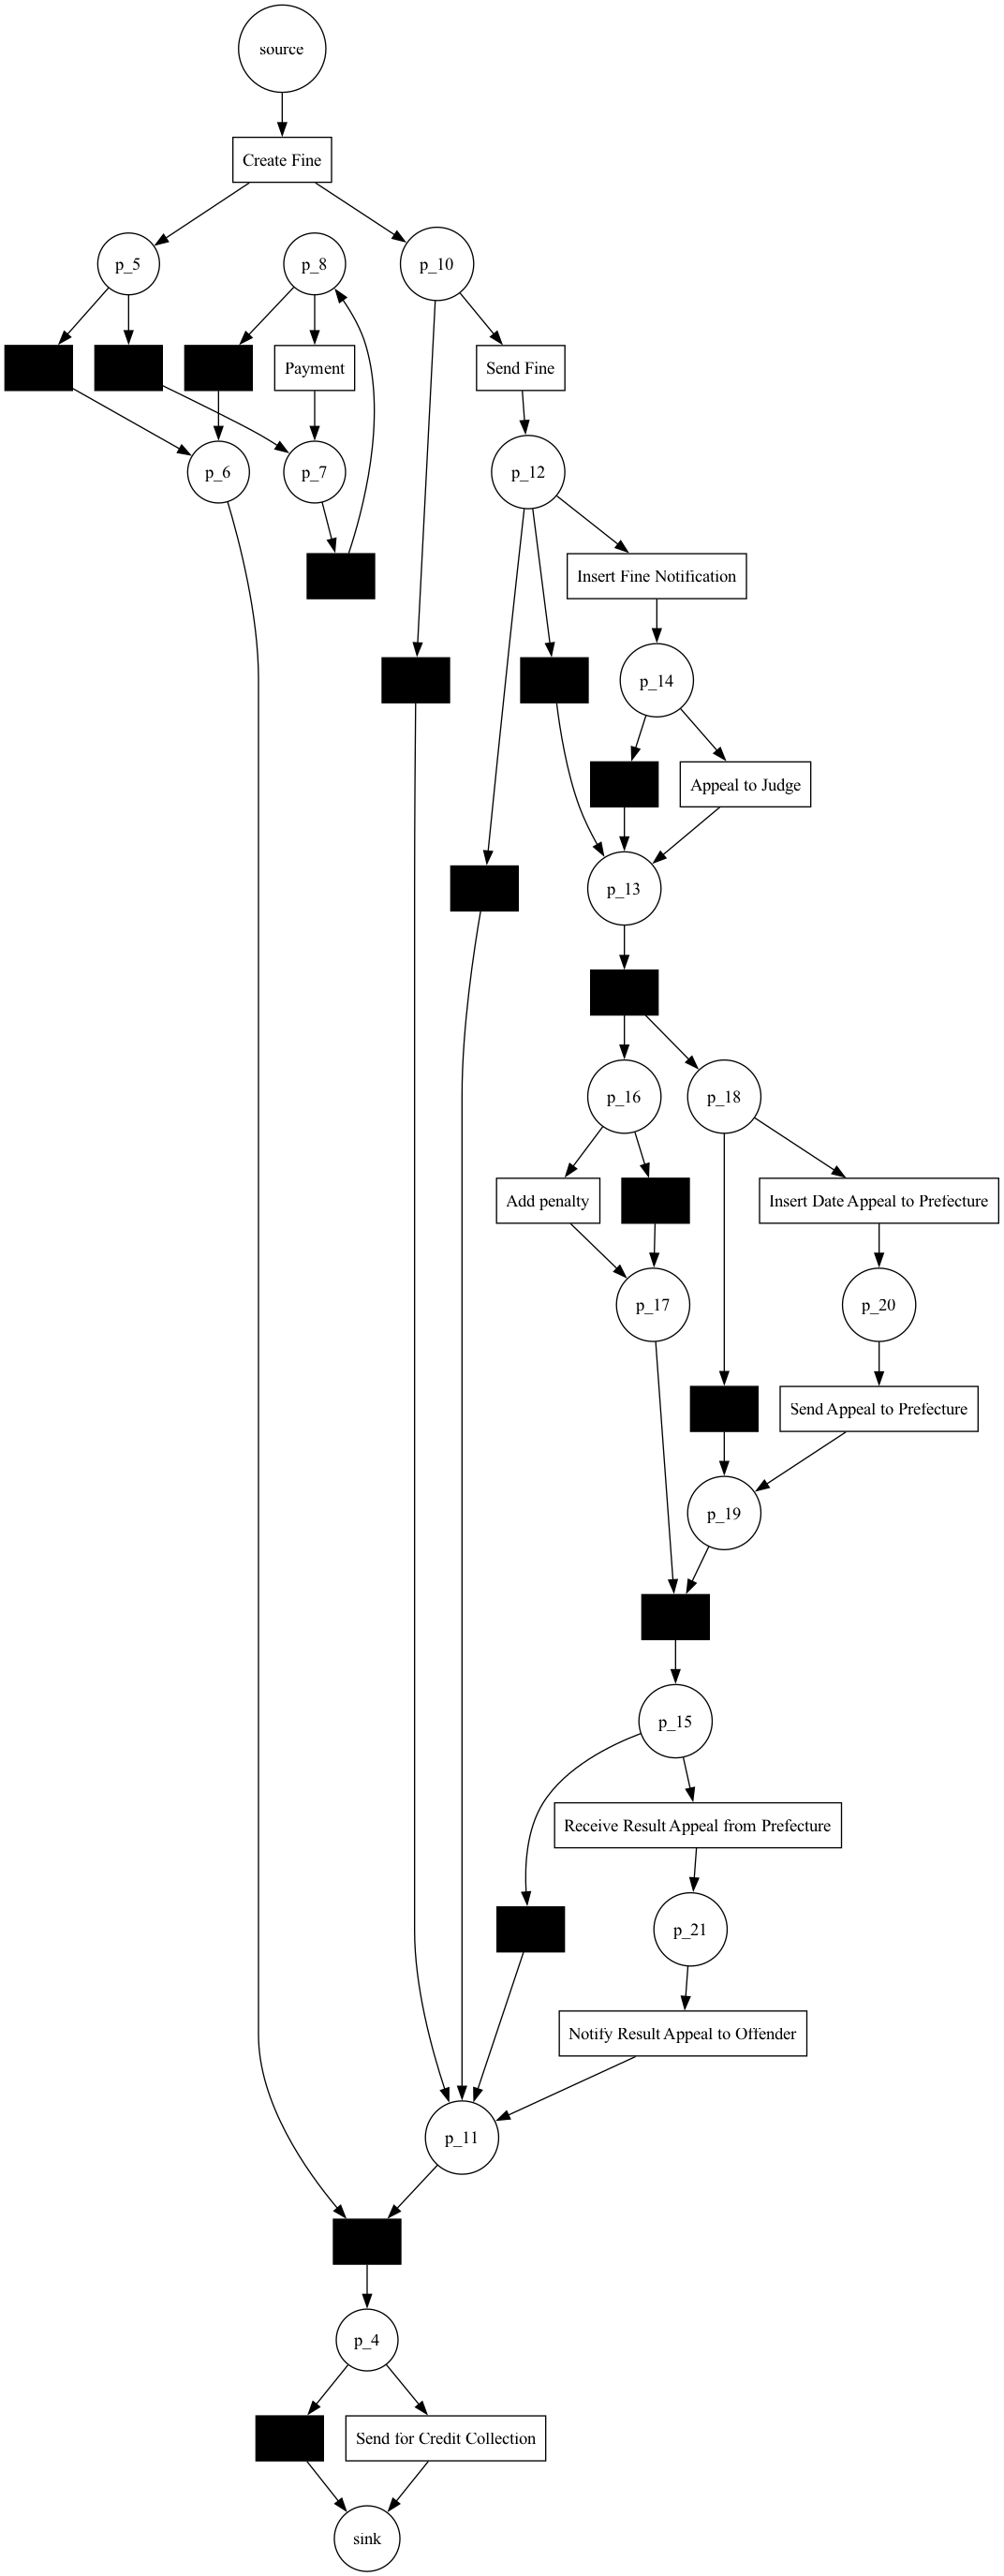 source
Create Fine
p_5
p_8
p_10
Payment
Send Fine
p_6
p_7
p_12
Insert Fine Notification
p_14
Appeal to Judge
p_13
p_16
p_18
Add penalty
Insert Date Appeal to Prefecture
p_17
p_20
Send Appeal to Prefecture
p_19
p_15
Receive Result Appeal from Prefecture
p_21
Notify Result Appeal to Offender
p_11
p_4
Send for Credit Collection
sink